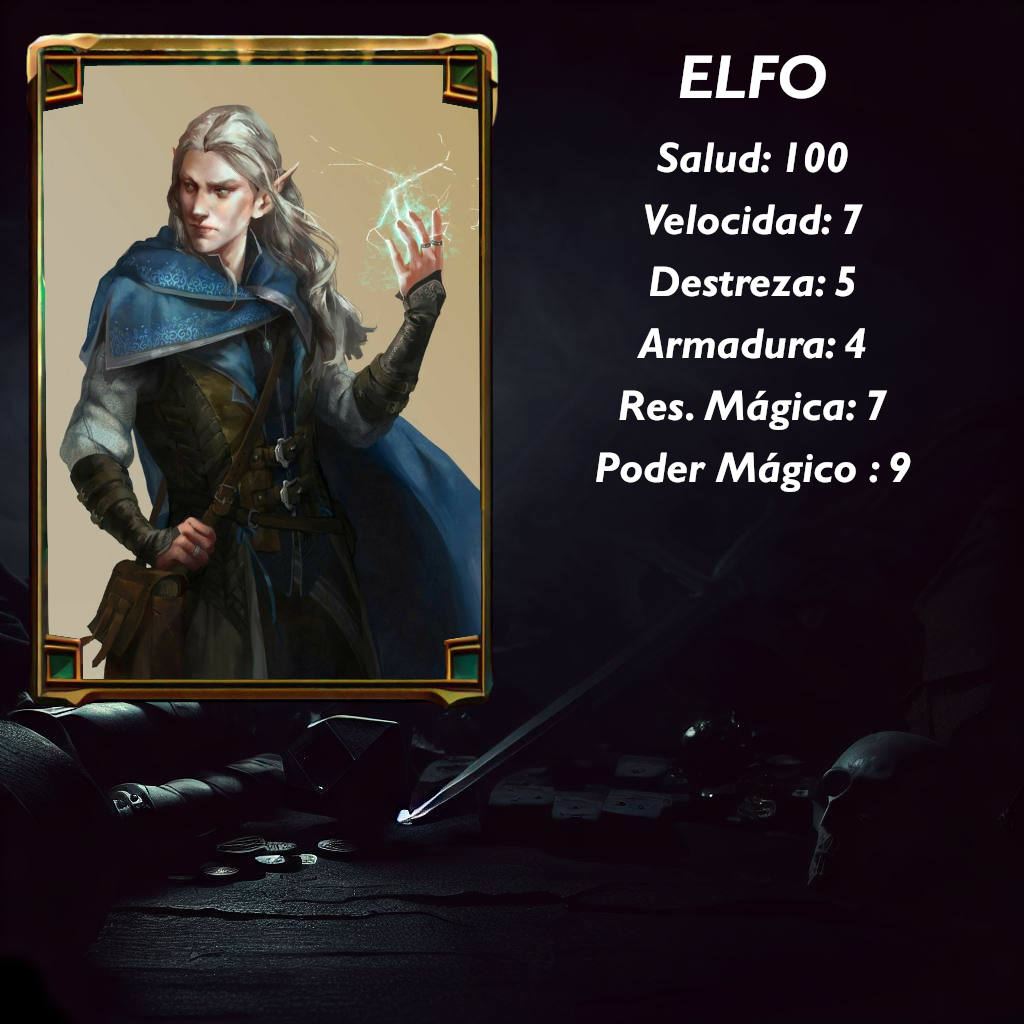 ELFO
Salud: 100
Velocidad: 7
Destreza: 5
Armadura: 4
Res. Mágica: 7
Poder Mágico : 9